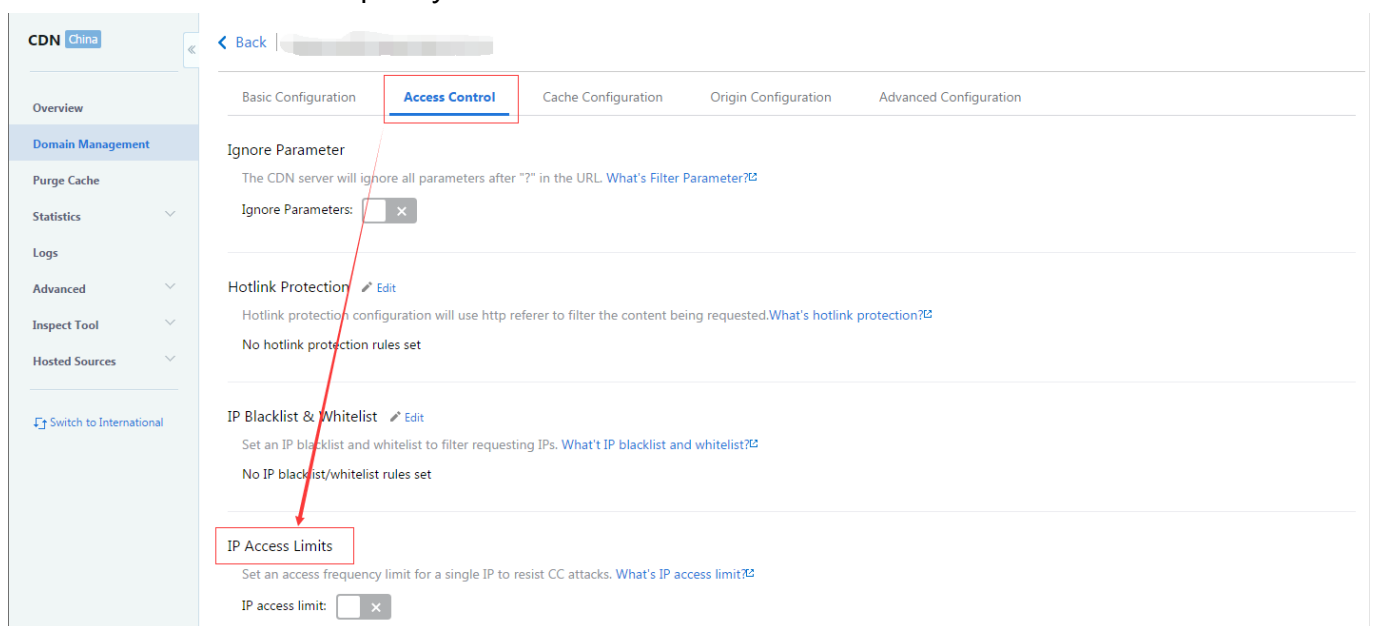 CDN China
Back
Overview
Domain Management
Purge Cache
Statistics
Logs
Advanced
Inspect Tool
Hosted Sources
Switch to International
Basic Configuration Access Control Cache Configuration Origin Configuration Advanced Configuration
Ignore Parameter
The CDN server will ignore all parameters after "?" in the URL. What's Filter Parameter?
Ignore Parameters:
Hotlink Protection Edit
Hotlink protection configuration will use http referer to filter the content being requested.What's hotlink protection?
No hotlink protection rules set
IP Blacklist & Whitelist Edit
Set an IP blacklist and whitelist to filter requesting IPs. What't IP blacklist and whitelist?
No IP blacklist/whitelist rules set
IP Access Limits
Set an access frequency limit for a single IP to resist CC attacks. What's IP access limit?
IP access limit: